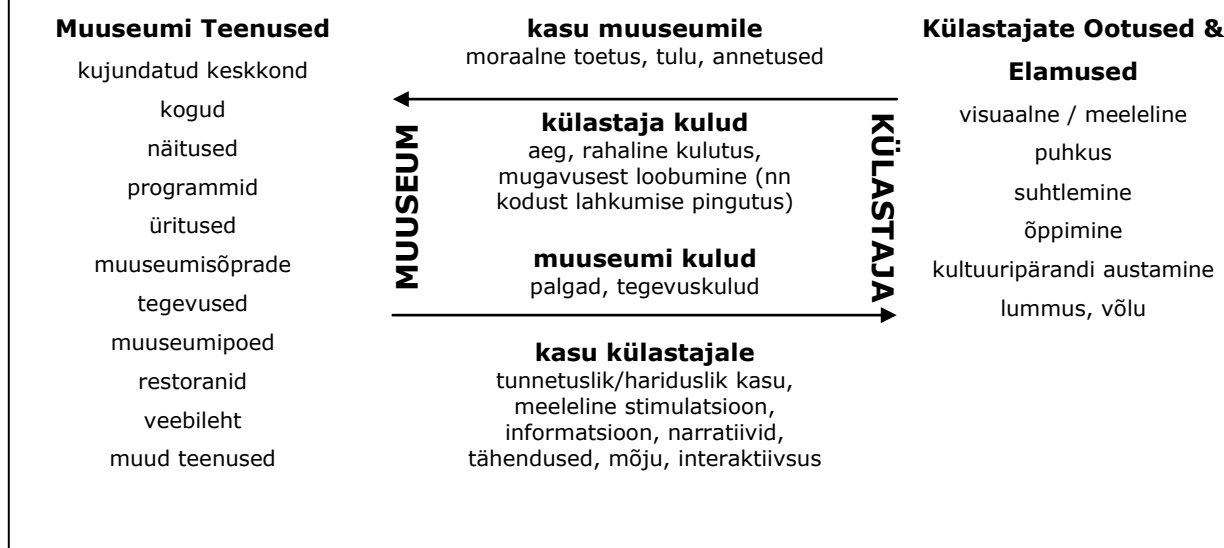 Muuseumi Teenused
kujundatud keskkond
kogud
näitused
programmid
üritused
muuseumisõprade
tegevused
muuseumipoed
restoranid
veebileht
muud teenused
MUUSEUM
kasu muuseumile
moraalne toetus, tulu, annetused
külastaja kulud
aeg, rahaline kulutus,
mugavusest loobumine (nn
kodust lahkumise pingutus)
muuseumi kulud
palgad, tegevuskulud
kasu külastajale
tunnetuslik/hariduslik kasu,
meeleline stimulatsioon,
informatsioon, narratiivid,
tähendused, mõju, interaktiivsus
KÜLASTAJA
Külastajate Ootused &
Elamused
visuaalne / meeleline
puhkus
suhtlemine
õppimine
kultuuripärandi austamine
lummus, võlu